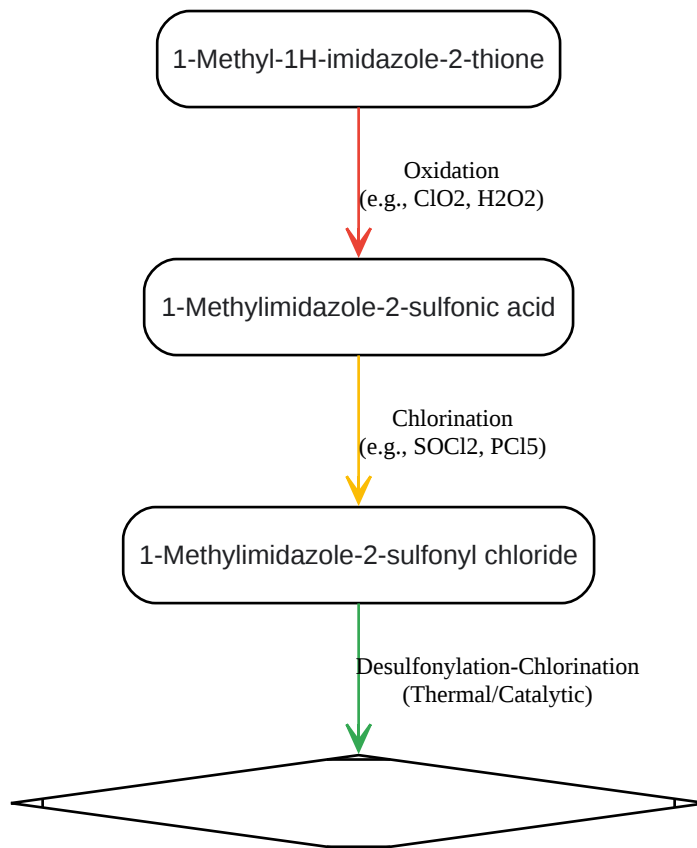 1-Methyl-1H-imidazole-2-thione
Oxidation
(e.g., ClO2, H2O2)
1-Methylimidazole-2-sulfonic acid
Chlorination
(e.g., SOCl2, PCl5)
1-Methylimidazole-2-sulfonyl chloride
Desulfonylation-Chlorination
(Thermal/Catalytic)